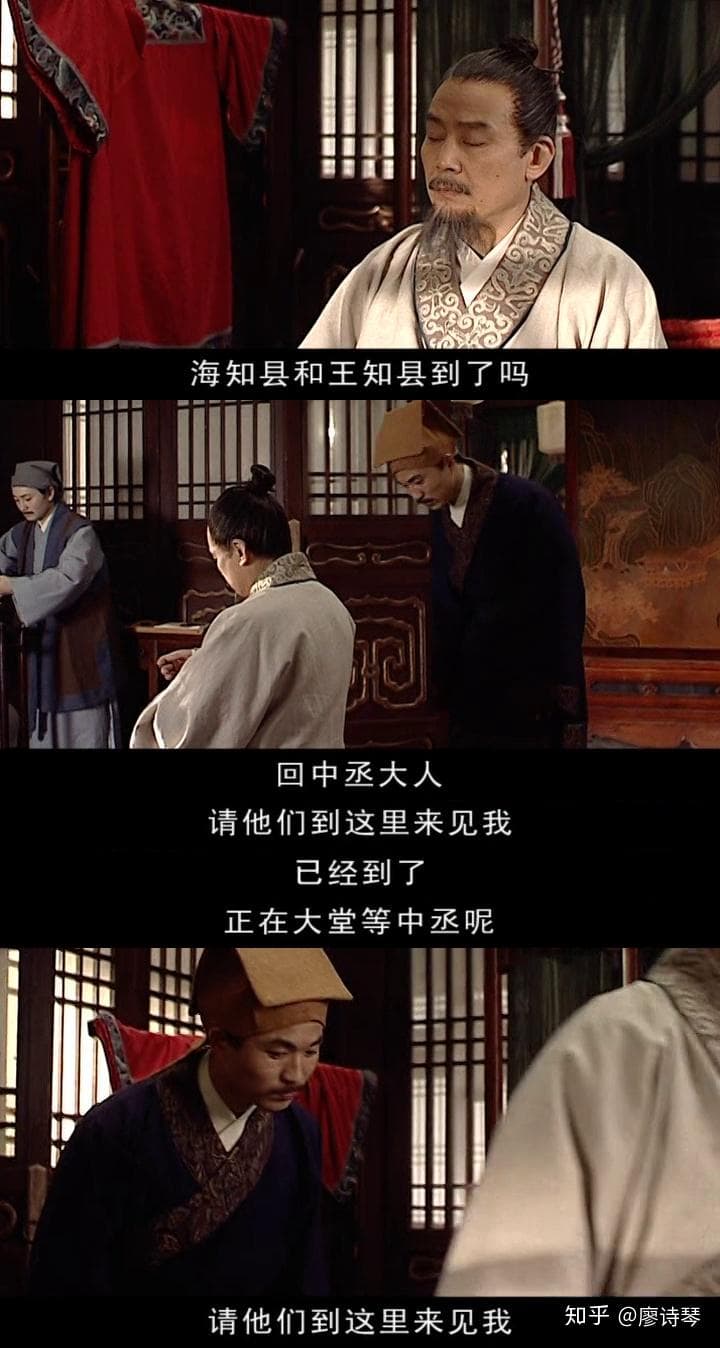 海知县和王知县到了吗
回中丞大人
请他们到这里来见我
已经到了
正在大堂等中丞呢
请他们到这里来见我
知乎 @廖诗琴